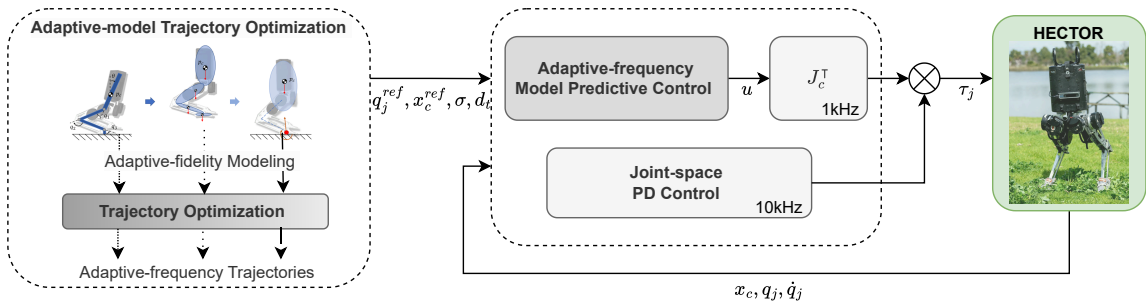 Adaptive-model Trajectory Optimization
Adaptive-fidelity Modeling
Trajectory Optimization
Adaptive-frequency Trajectories
q_j^{ref}, x_c^{ref}, σ, d_t
Adaptive-frequency
Model Predictive Control
u
J_c^⊤
1kHz
τ_j
Joint-space
PD Control
10kHz
HECTOR
x_c, q_j, q̇_j